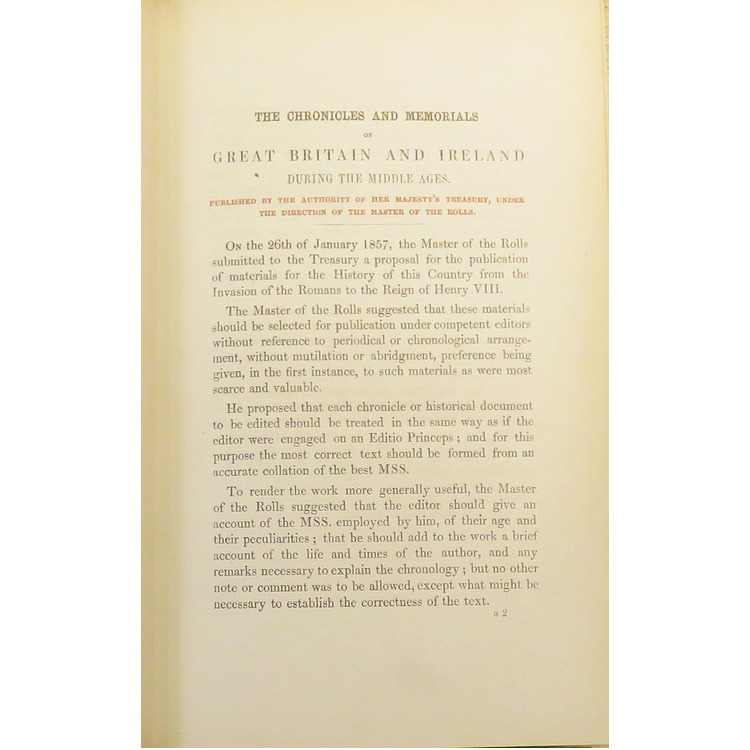 THE CHRONICLES AND MEMORIALS
OF
GREAT BRITAIN AND IRELAND
DURING THE MIDDLE AGES.
PUBLISHED BY THE AUTHORITY OF HER MAJESTY'S TREASURY, UNDER
THE DIRECTION OF THE MASTER OF THE ROLLS.
ON the 26th of January 1857, the Master of the Rolls
submitted to the Treasury a proposal for the publication
of materials for the History of this Country from the
Invasion of the Romans to the Reign of Henry VIII.
The Master of the Rolls suggested that these materials
should be selected for publication under competent editors
without reference to periodical or chronological arrange-
ment, without mutilation or abridgment, preference being
given, in the first instance, to such materials as were most
scarce and valuable.
He proposed that each chronicle or historical document
to be edited should be treated in the same way as if the
editor were engaged on an Editio Princeps ; and for this
purpose the most correct text should be formed from an
accurate collation of the best MSS.
To render the work more generally useful, the Master
of the Rolls suggested that the editor should give an
account of the MSS. employed by him, of their age and
their peculiarities ; that he should add to the work a brief
account of the life and times of the author, and any
remarks necessary to explain the chronology ; but no other
note or comment was to be allowed, except what might be
necessary to establish the correctness of the text.
a 2